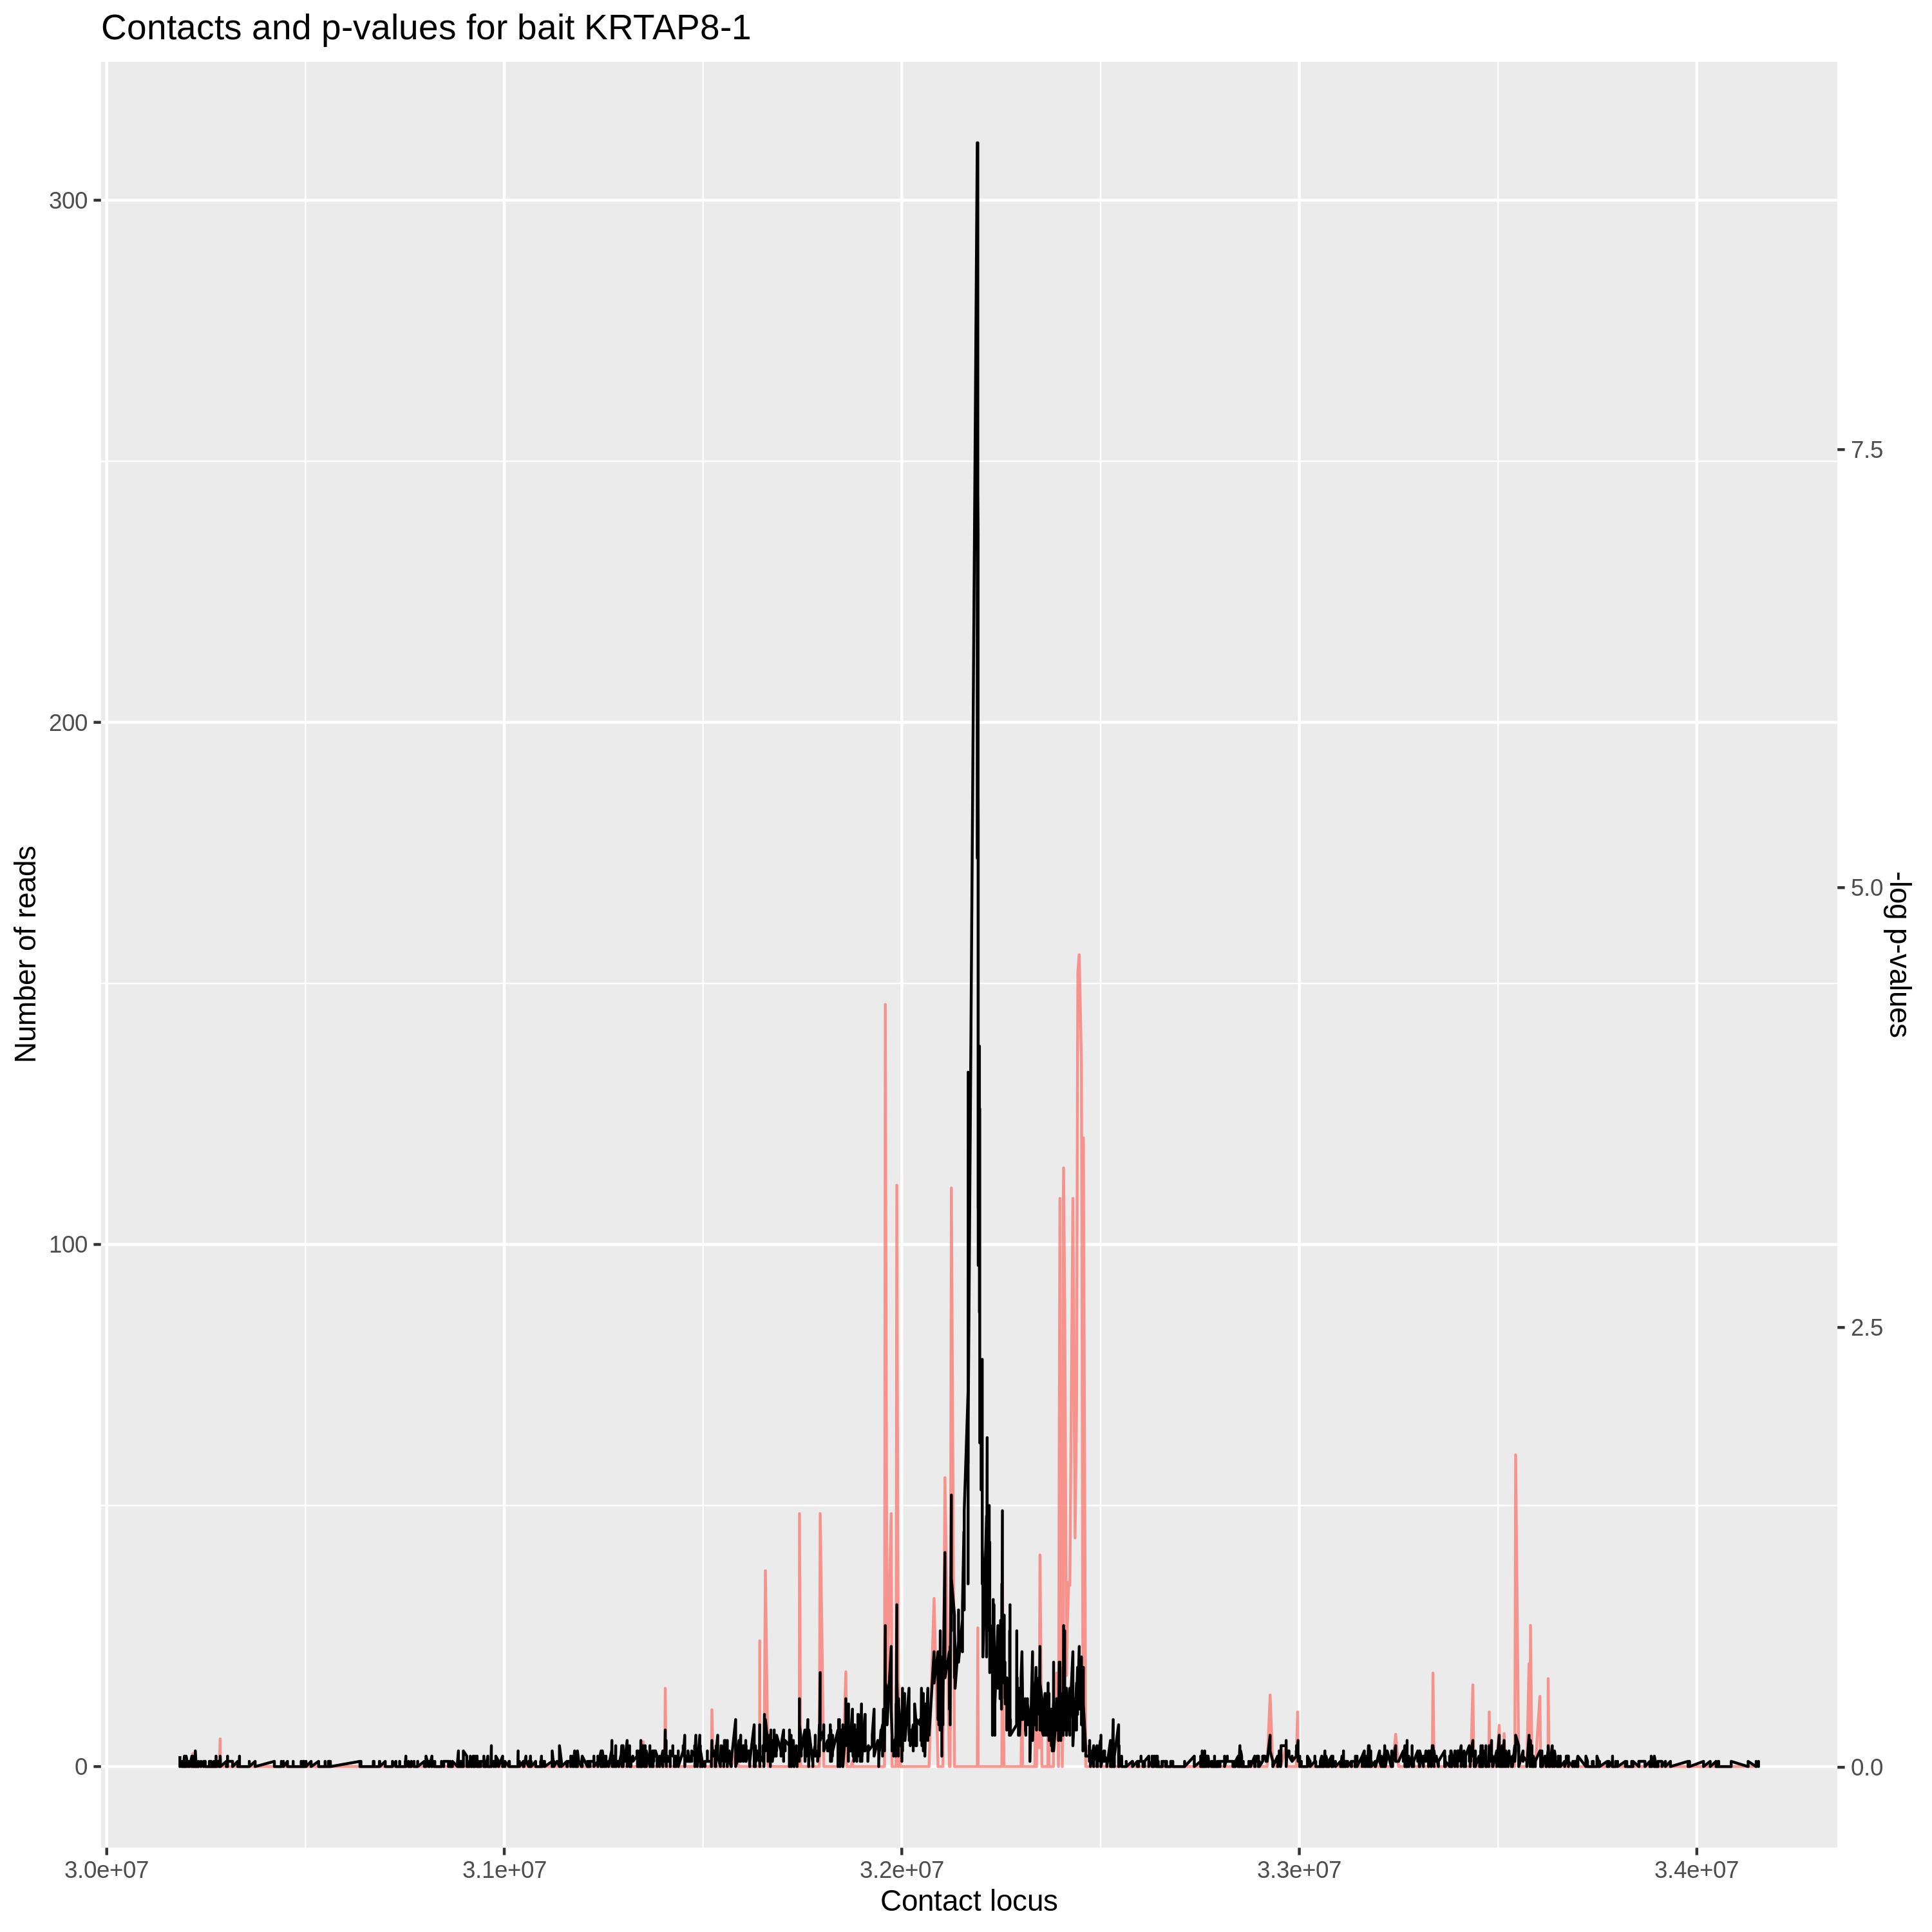 Contacts and p-values for bait KRTAP8-1
300
200
100
0
Number of reads
7.5
5.0
2.5
0.0
-log p-values
3.0e+07
3.1e+07
3.2e+07
3.3e+07
3.4e+07
Contact locus